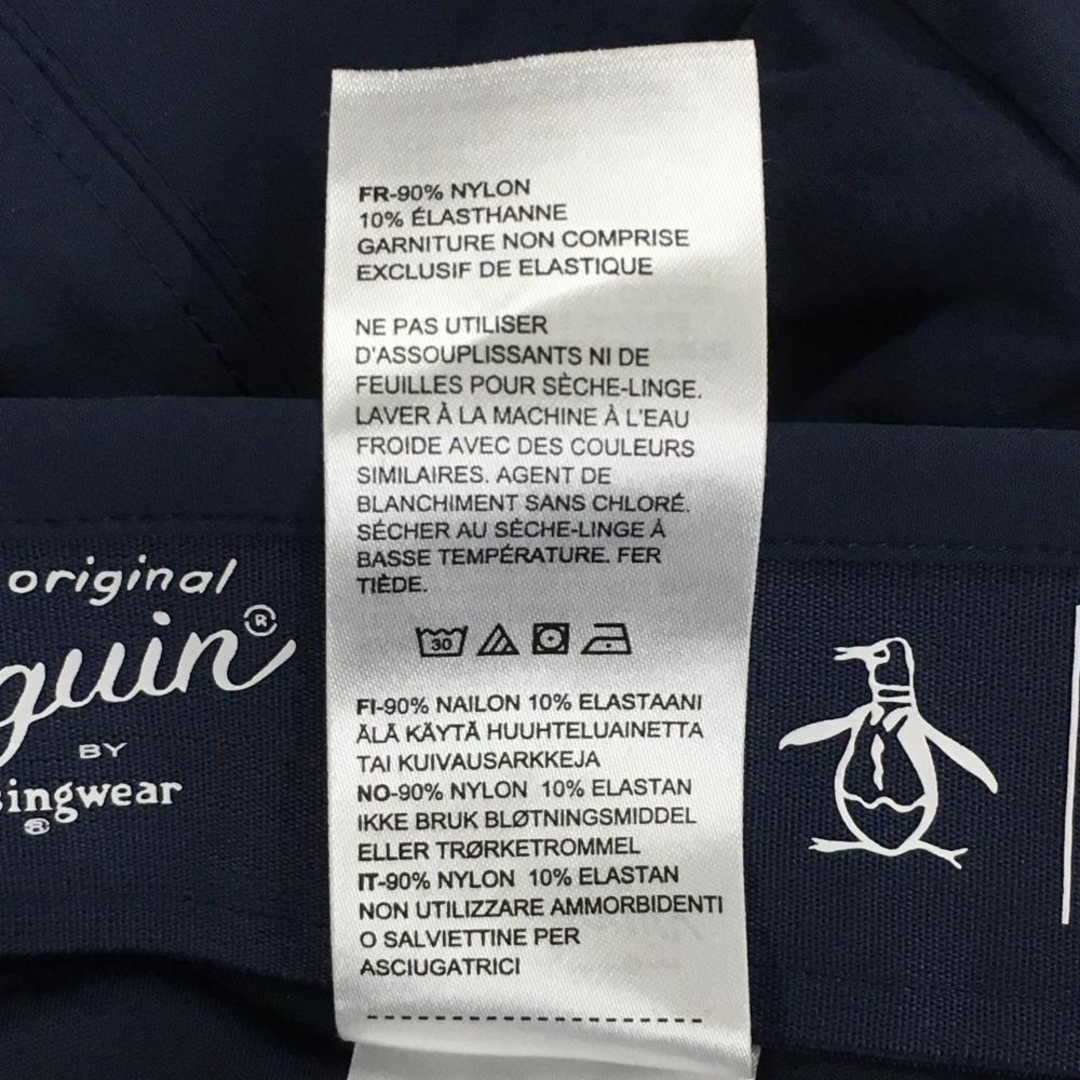 FR-90% NYLON
10% ÉLASTHANNE
GARNITURE NON COMPRISE
EXCLUSIF DE ELASTIQUE
NE PAS UTILISER
D'ASSOUPLISSANTS NI DE
FEUILLES POUR SÈCHE-LINGE.
LAVER À LA MACHINE À L'EAU
FROIDE AVEC DES COULEURS
SIMILAIRES. AGENT DE
BLANCHIMENT SANS CHLORÉ.
SÉCHER AU SÈCHE-LINGE À
BASSE TEMPÉRATURE. FER
TIÈDE.
30
FI-90% NAILON 10% ELASTAANI
ÄLÄ KÄYTÄ HUUHTELUAINETTA
TAI KUIVAUSARKKEJA
NO-90% NYLON 10% ELASTAN
IKKE BRUK BLØTNINGSMIDDEL
ELLER TRØRKETROMMEL
IT-90% NYLON 10% ELASTAN
NON UTILIZZARE AMMORBIDENTI
O SALVIETTINE PER
ASCIUGATRICI
original
guin®
BY
singwear
®